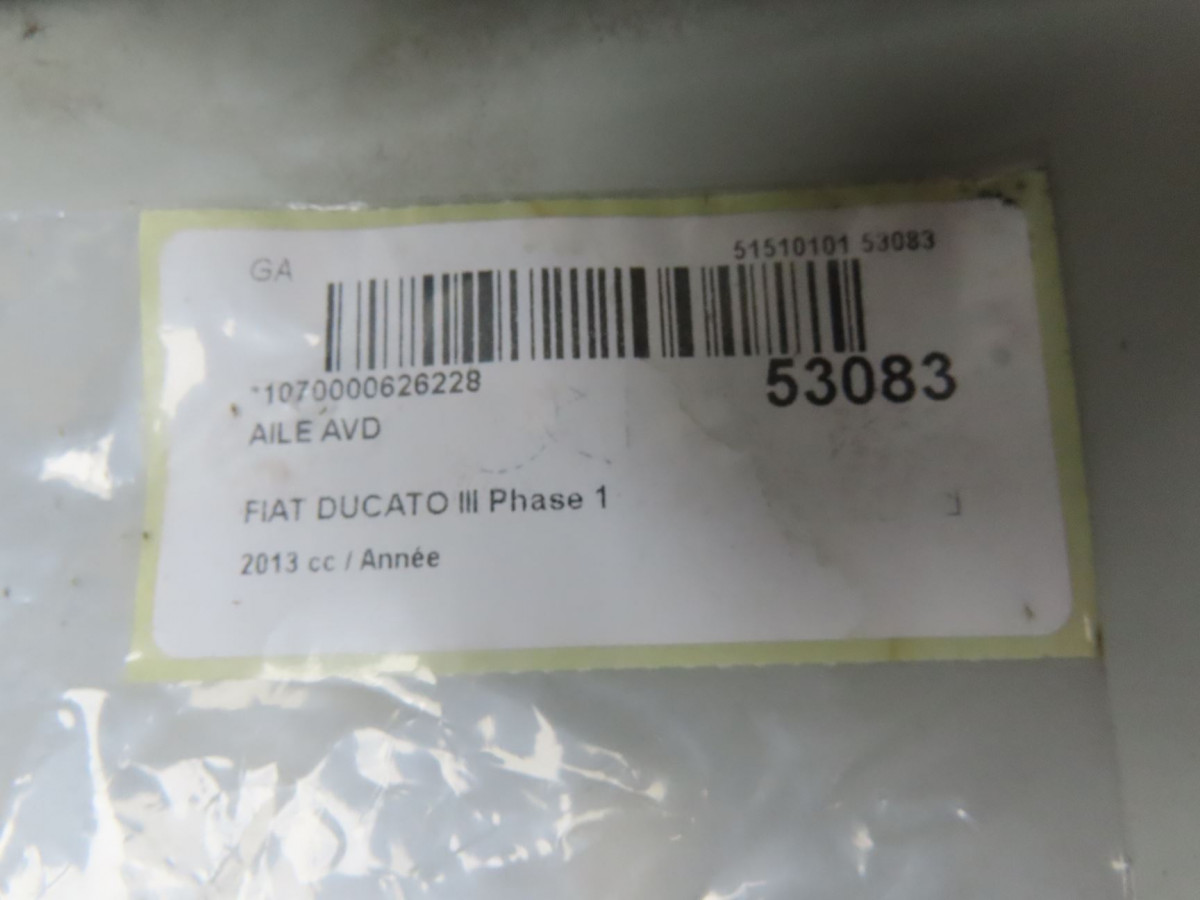 GA
51510101 53083
*1070000626228
53083
AILE AVD
FIAT DUCATO III Phase 1
2013 cc / Année